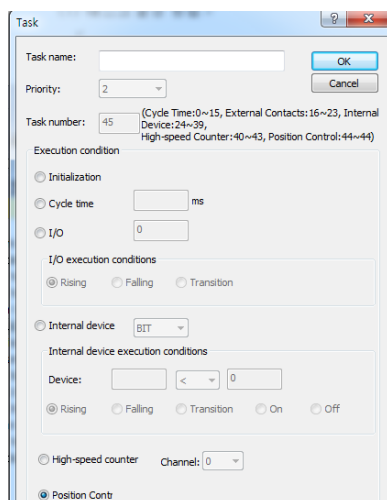 Task
Task name:
OK
Priority:
2
Cancel
Task number:
45
(Cycle Time:0~15, External Contacts:16~23, Internal
Device:24~39,
High-speed Counter:40~43, Position Control:44~44)
Execution condition
Initialization
Cycle time
ms
I/O
0
I/O execution conditions
Rising
Falling
Transition
Internal device
BIT
Internal device execution conditions
Device:
<
0
Rising
Falling
Transition
On
Off
High-speed counter
Channel:
0
Position Contr